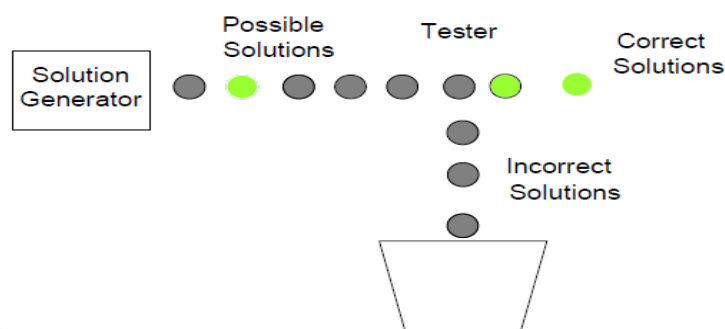 Solution
Generator
Possible
Solutions
Tester
Correct
Solutions
Incorrect
Solutions